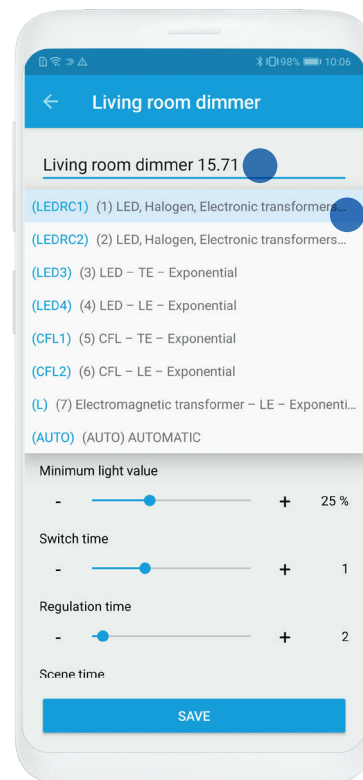 98% 10:06
Living room dimmer
Living room dimmer 15.71
(LEDRC1) (1) LED, Halogen, Electronic transformers...
(LEDRC2) (2) LED, Halogen, Electronic transformers...
(LED3) (3) LED – TE – Exponential
(LED4) (4) LED – LE – Exponential
(CFL1) (5) CFL – TE – Exponential
(CFL2) (6) CFL – LE – Exponential
(L) (7) Electromagnetic transformer – LE – Exponenti...
(AUTO) (AUTO) AUTOMATIC
Minimum light value
- + 25 %
Switch time
- + 1
Regulation time
- + 2
Scene time
SAVE